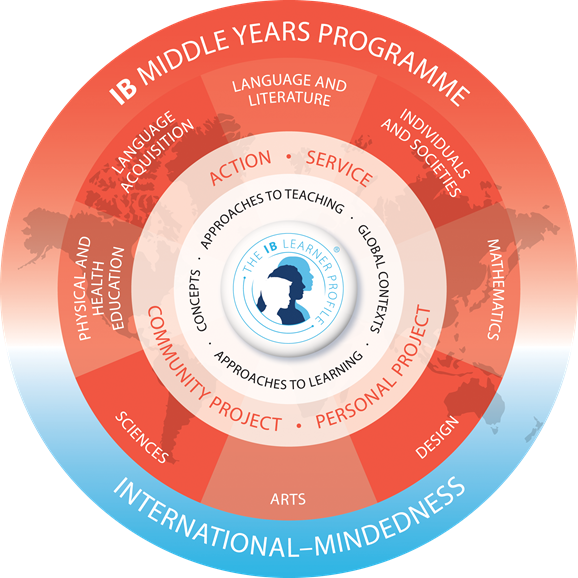 IB MIDDLE YEARS PROGRAMME
LANGUAGE AND
LITERATURE
INDIVIDUALS
AND SOCIETIES
MATHEMATICS
DESIGN
ARTS
SCIENCES
PHYSICAL AND
HEALTH
EDUCATION
LANGUAGE
ACQUISITION
ACTION • SERVICE
COMMUNITY PROJECT • PERSONAL PROJECT
APPROACHES TO TEACHING · GLOBAL CONTEXTS ·
APPROACHES TO LEARNING · CONCEPTS ·
THE IB LEARNER PROFILE ®
INTERNATIONAL–MINDEDNESS